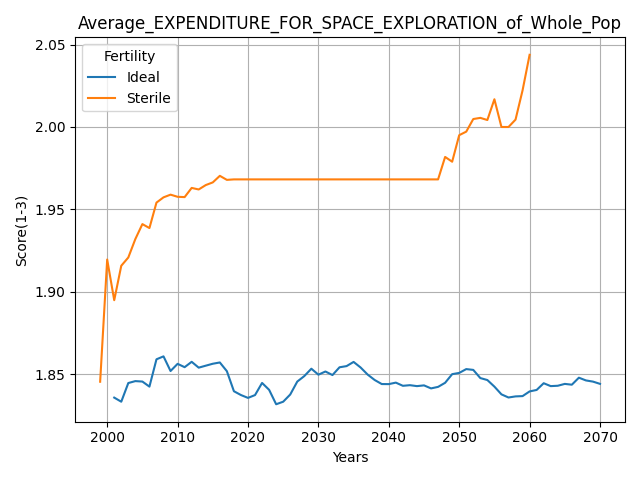 Average_EXPENDITURE_FOR_SPACE_EXPLORATION_of_Whole_Pop
Fertility
Ideal
Sterile
Score(1-3)
2.05
2.00
1.95
1.90
1.85
2000 2010 2020 2030 2040 2050 2060 2070
Years